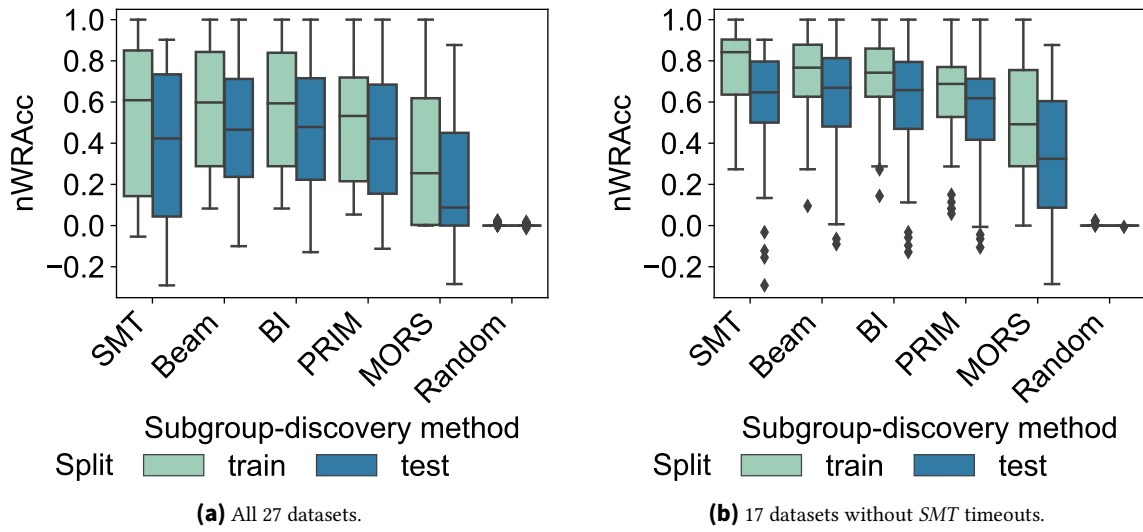 nWRAcc
1.0
0.8
0.6
0.4
0.2
0.0
−0.2
SMT
Beam
BI
PRIM
MORS
Random
Subgroup-discovery method
Split train test
(a) All 27 datasets.
nWRAcc
1.0
0.8
0.6
0.4
0.2
0.0
−0.2
SMT
Beam
BI
PRIM
MORS
Random
Subgroup-discovery method
Split train test
(b) 17 datasets without SMT timeouts.